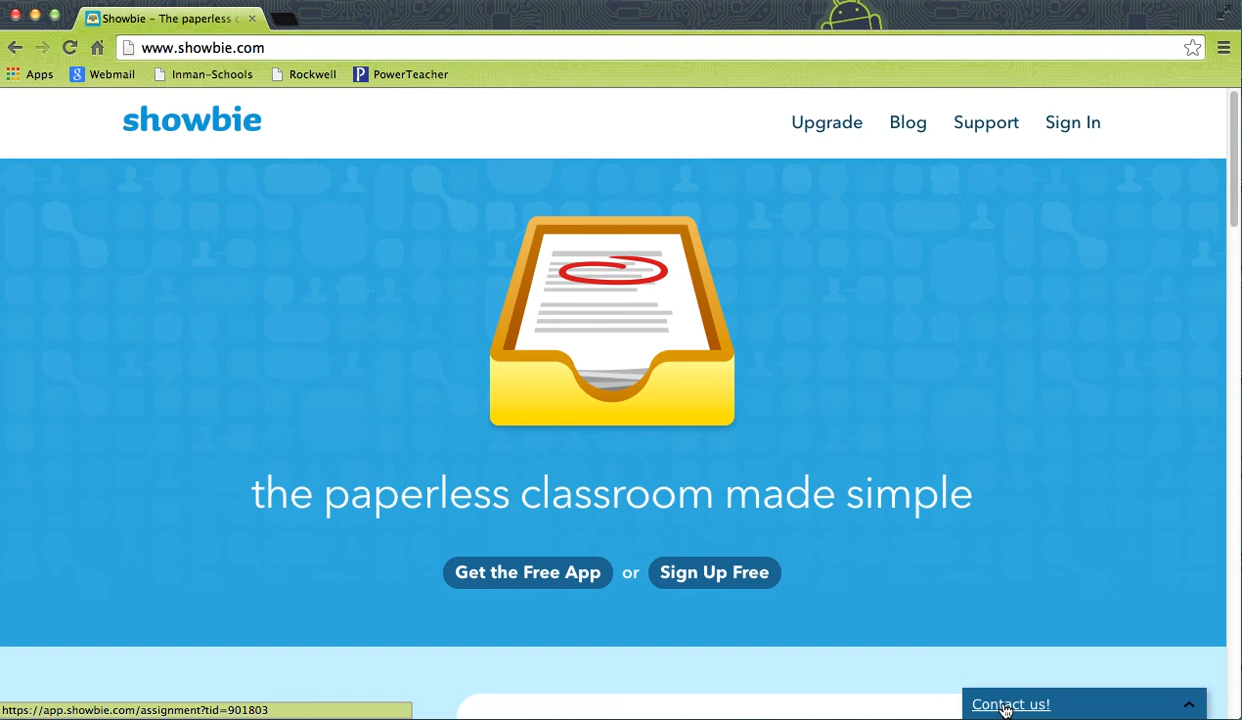 Showbie – The paperless c
www.showbie.com
Apps Webmail Inman-Schools Rockwell PowerTeacher
showbie
Upgrade Blog Support Sign In
the paperless classroom made simple
Get the Free App or Sign Up Free
https://app.showbie.com/assignment?tid=901803
Contact us!